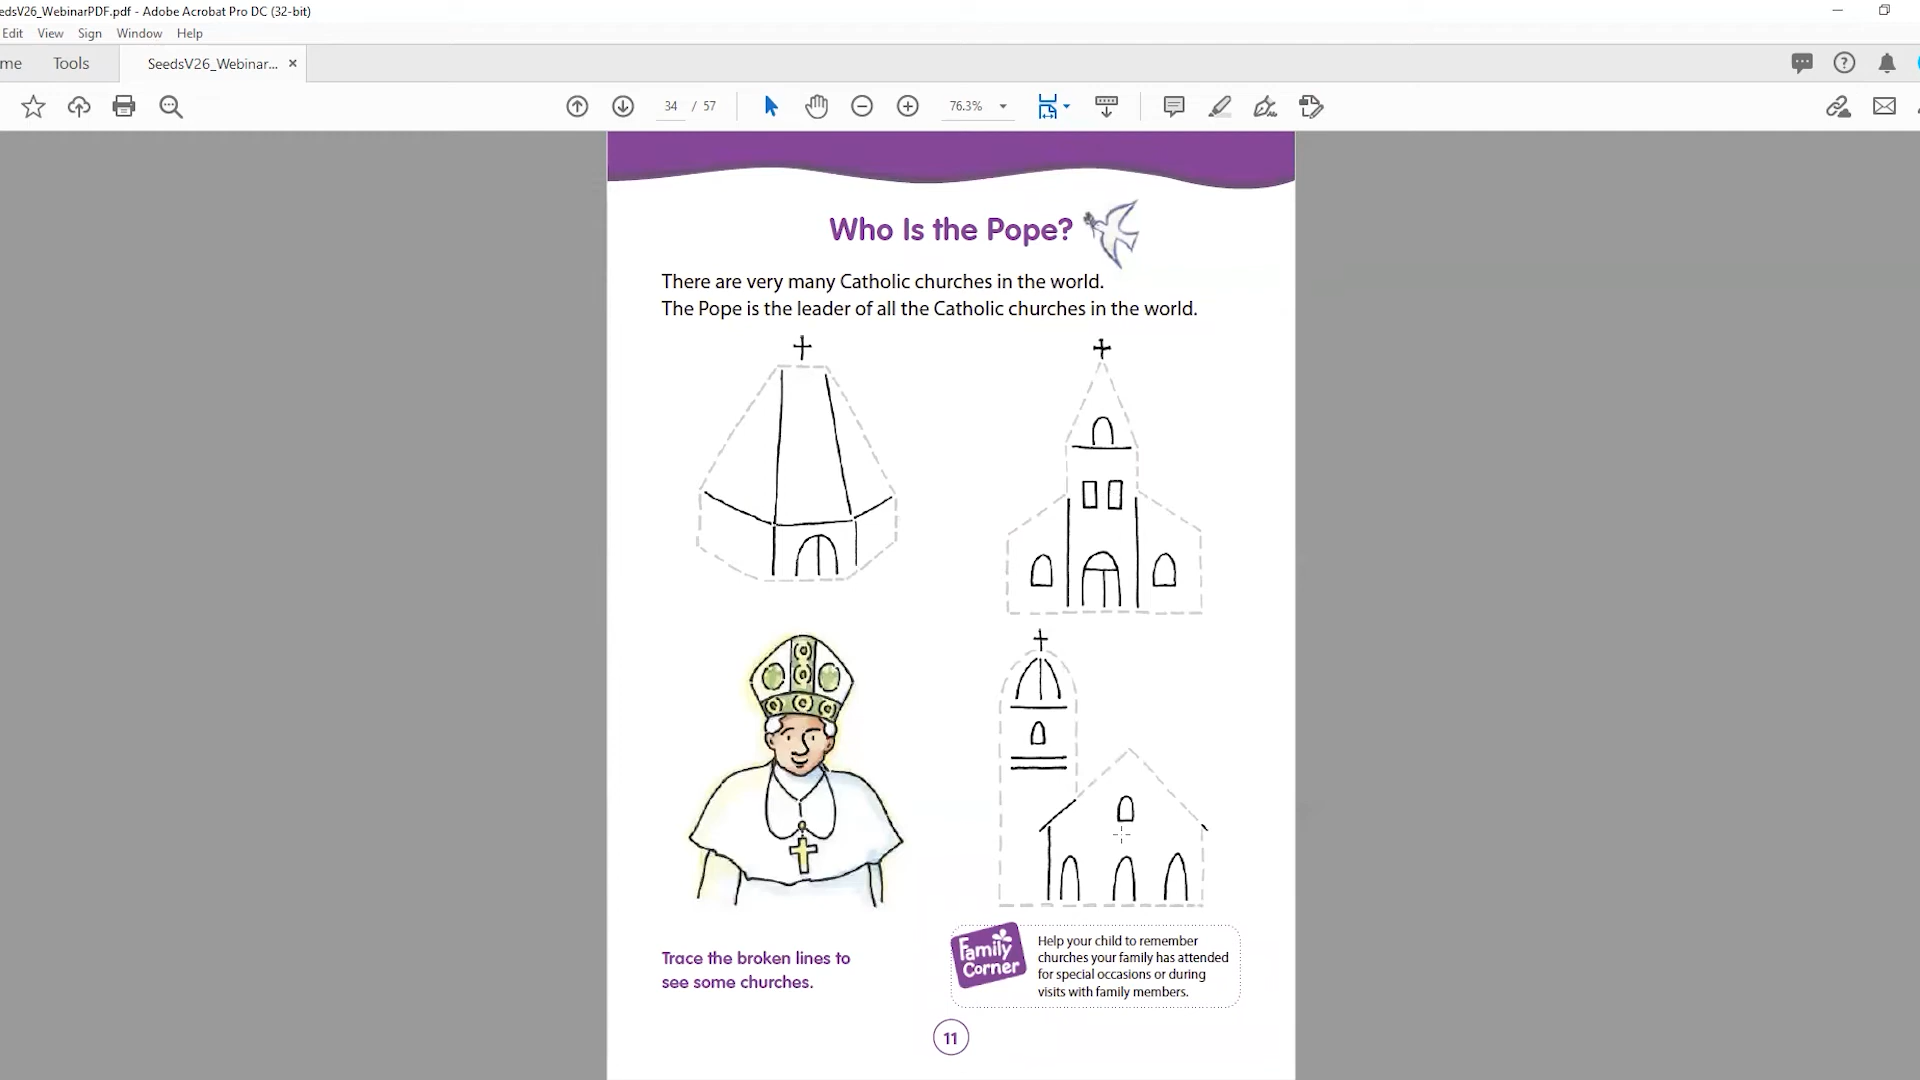 edsV26_WebinarPDF.pdf - Adobe Acrobat Pro DC (32-bit)
Edit View Sign Window Help
me Tools SeedsV26_Webinar... ×
34 / 57 76.3%
Who Is the Pope?
There are very many Catholic churches in the world.
The Pope is the leader of all the Catholic churches in the world.
Trace the broken lines to
see some churches.
Family
Corner
Help your child to remember
churches your family has attended
for special occasions or during
visits with family members.
11